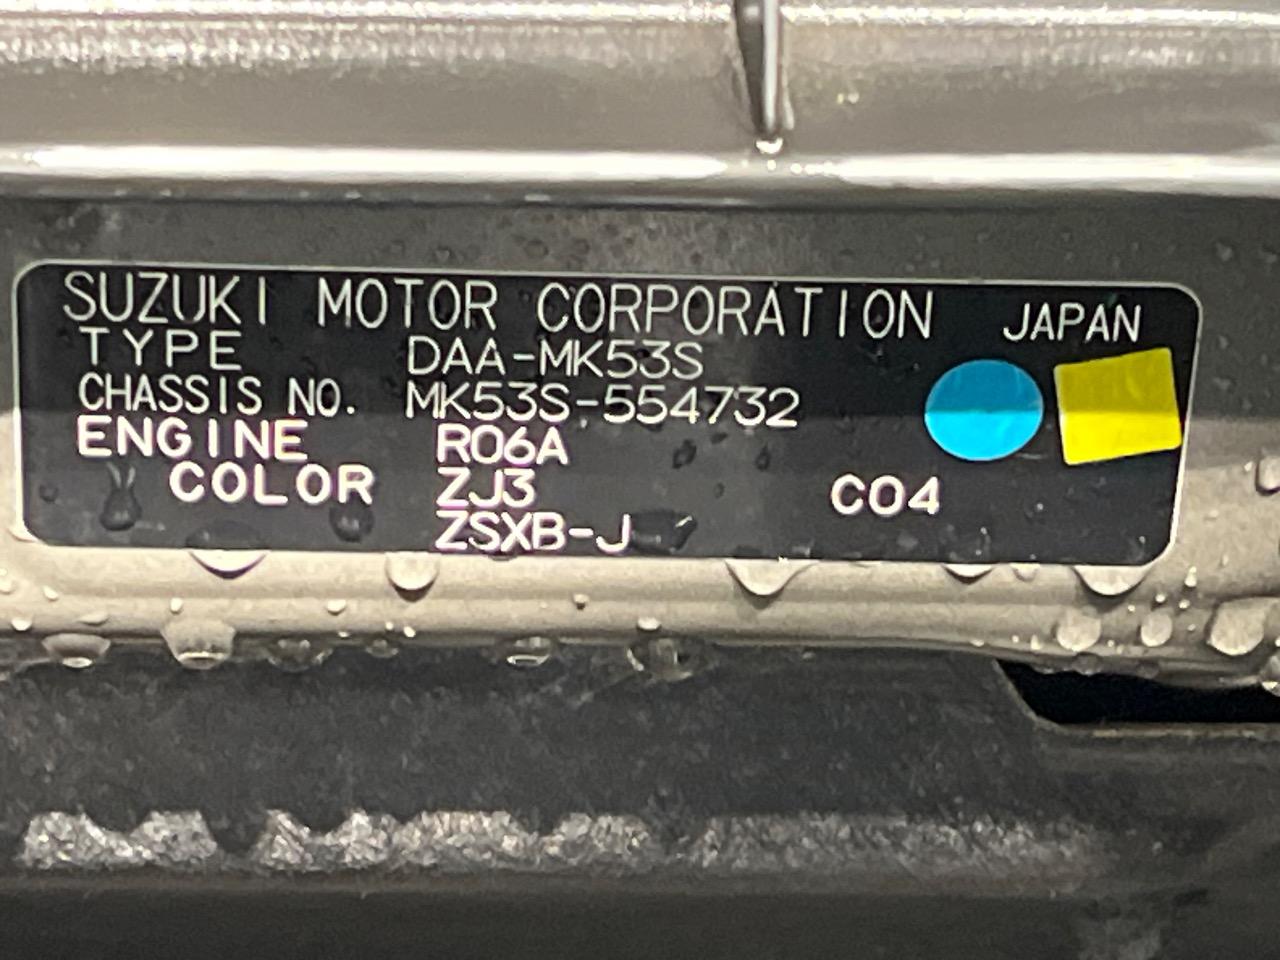 SUZUKI MOTOR CORPORATION JAPAN
TYPE DAA-MK53S
CHASSIS NO. MK53S-554732
ENGINE R06A
COLOR ZJ3 C04
ZSXB-J